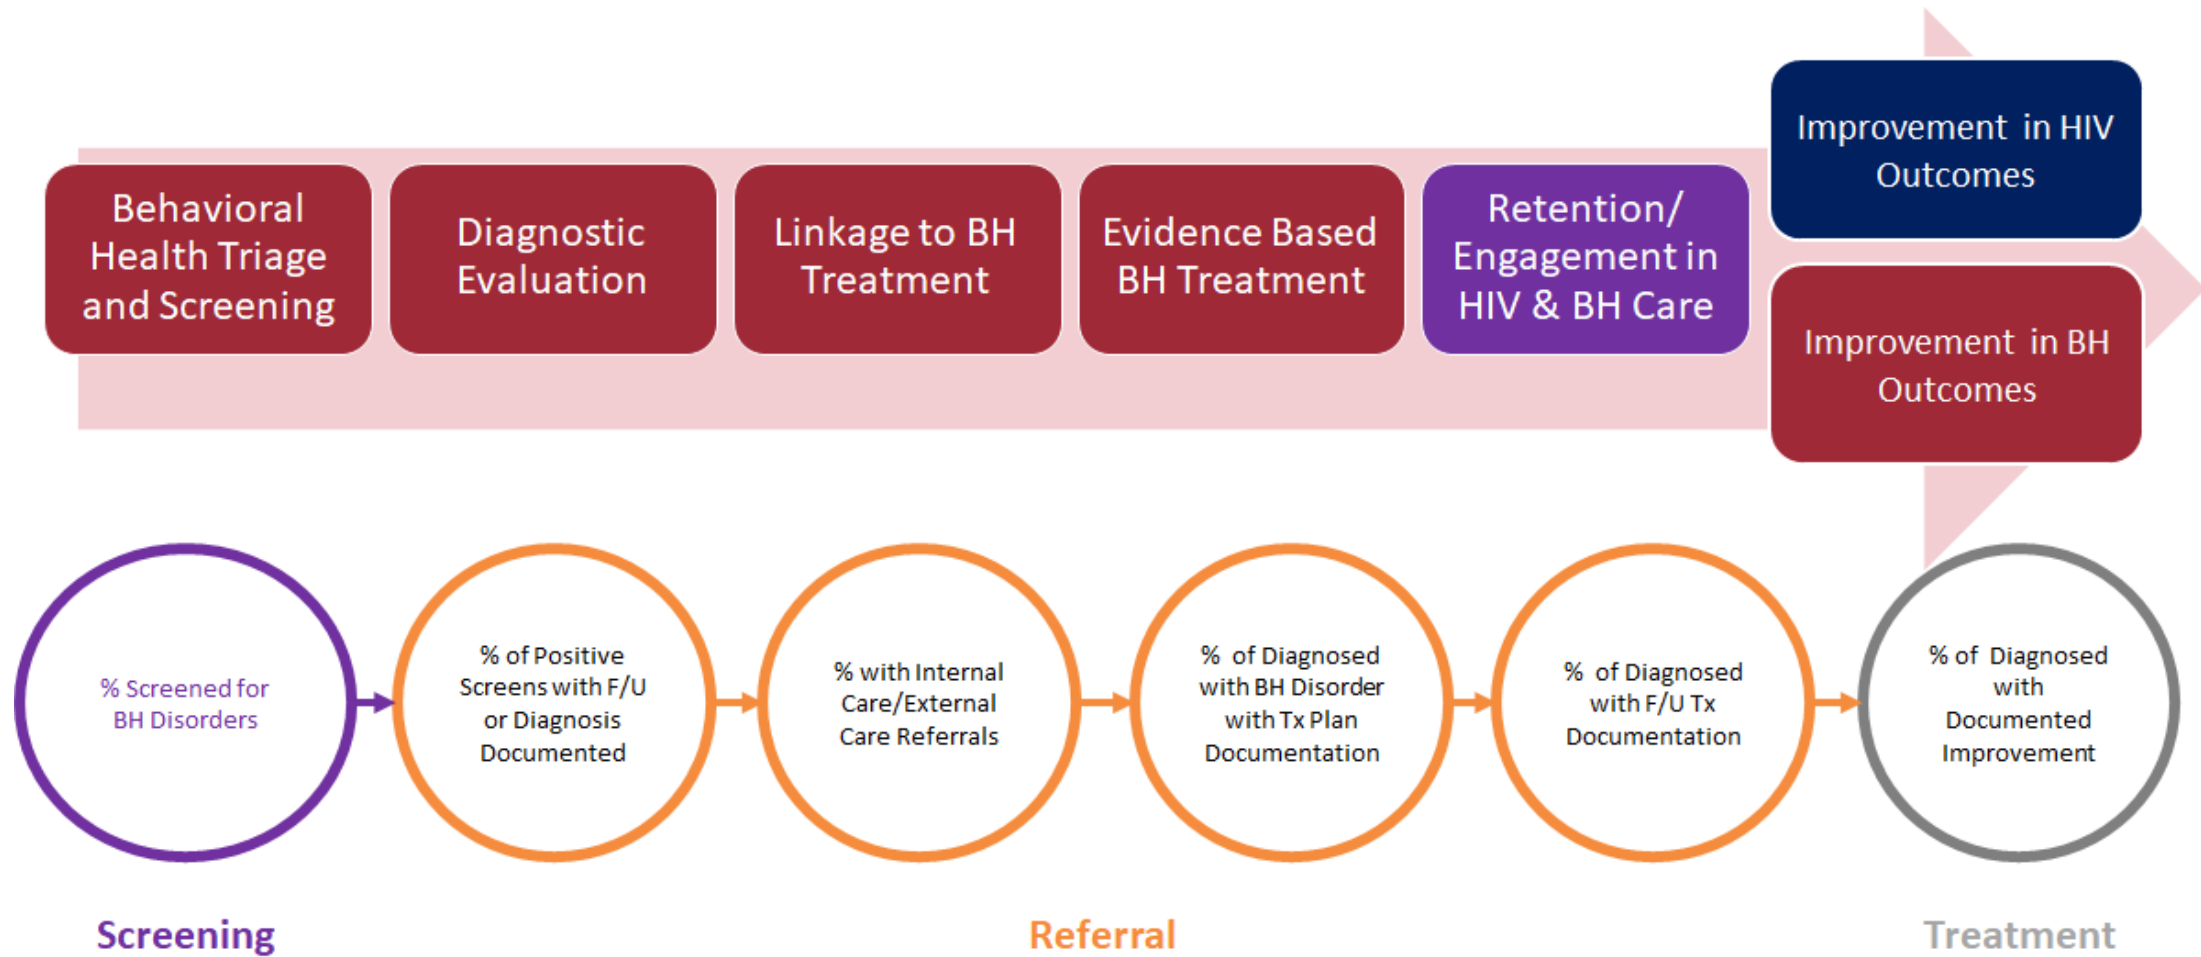 Behavioral
Health Triage
and Screening
Diagnostic
Evaluation
Linkage to BH
Treatment
Evidence Based
BH Treatment
Retention/
Engagement in
HIV & BH Care
Improvement in HIV
Outcomes
Improvement in BH
Outcomes
% Screened for
BH Disorders
% of Positive
Screens with F/U
or Diagnosis
Documented
% with Internal
Care/External
Care Referrals
% of Diagnosed
with BH Disorder
with Tx Plan
Documentation
% of Diagnosed
with F/U Tx
Documentation
% of Diagnosed
with
Documented
Improvement
Screening
Referral
Treatment